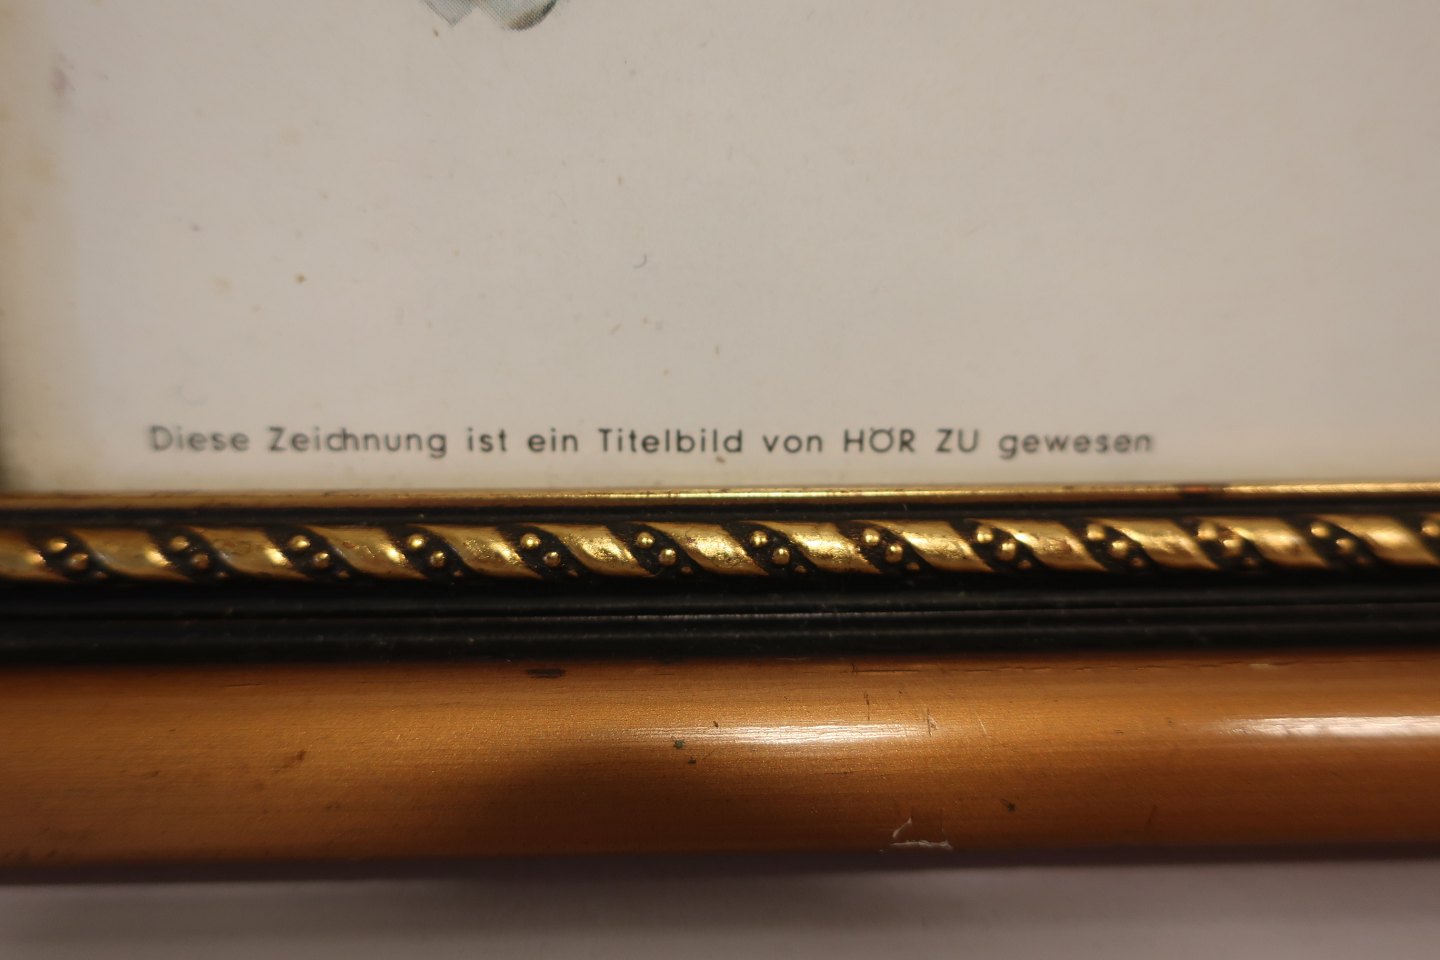 Diese Zeichnung ist ein Titelbild von HÖR ZU gewesen